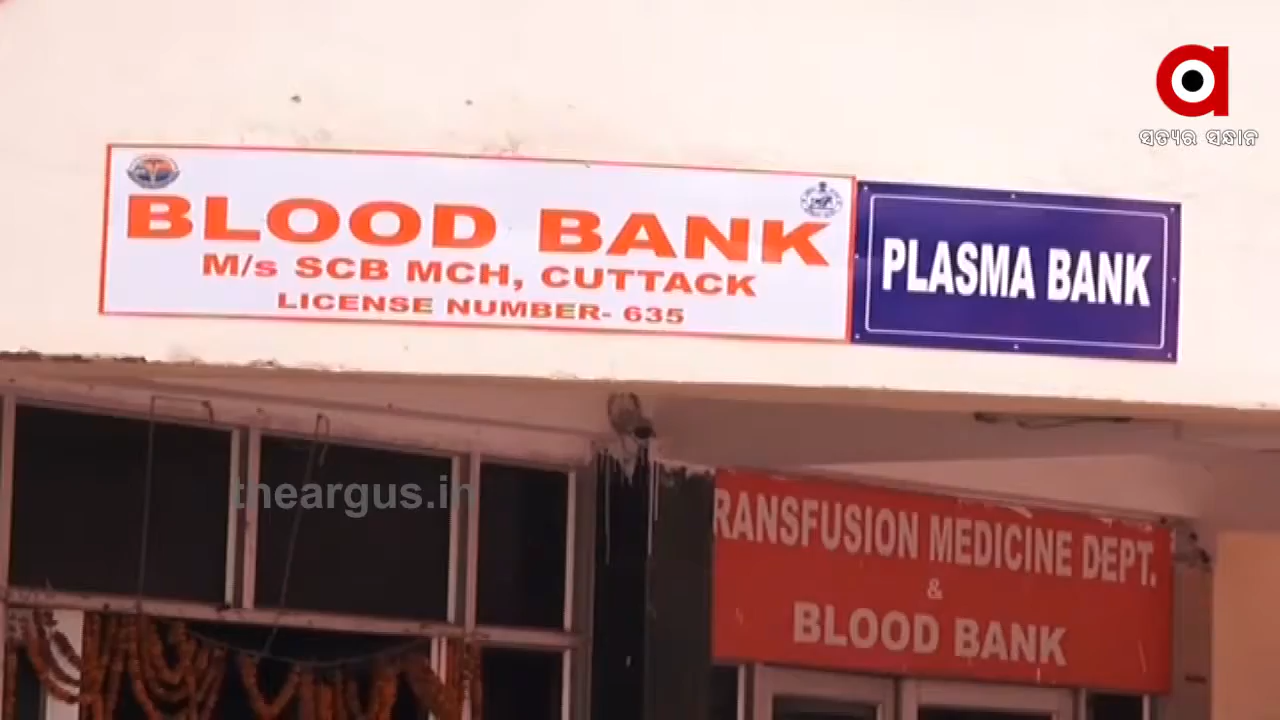 ସତ୍ୟର ସନ୍ଧାନ
BLOOD BANK
M/s SCB MCH, CUTTACK
LICENSE NUMBER- 635
PLASMA BANK
theargus.in
RANSFUSION MEDICINE DEPT.
&
BLOOD BANK